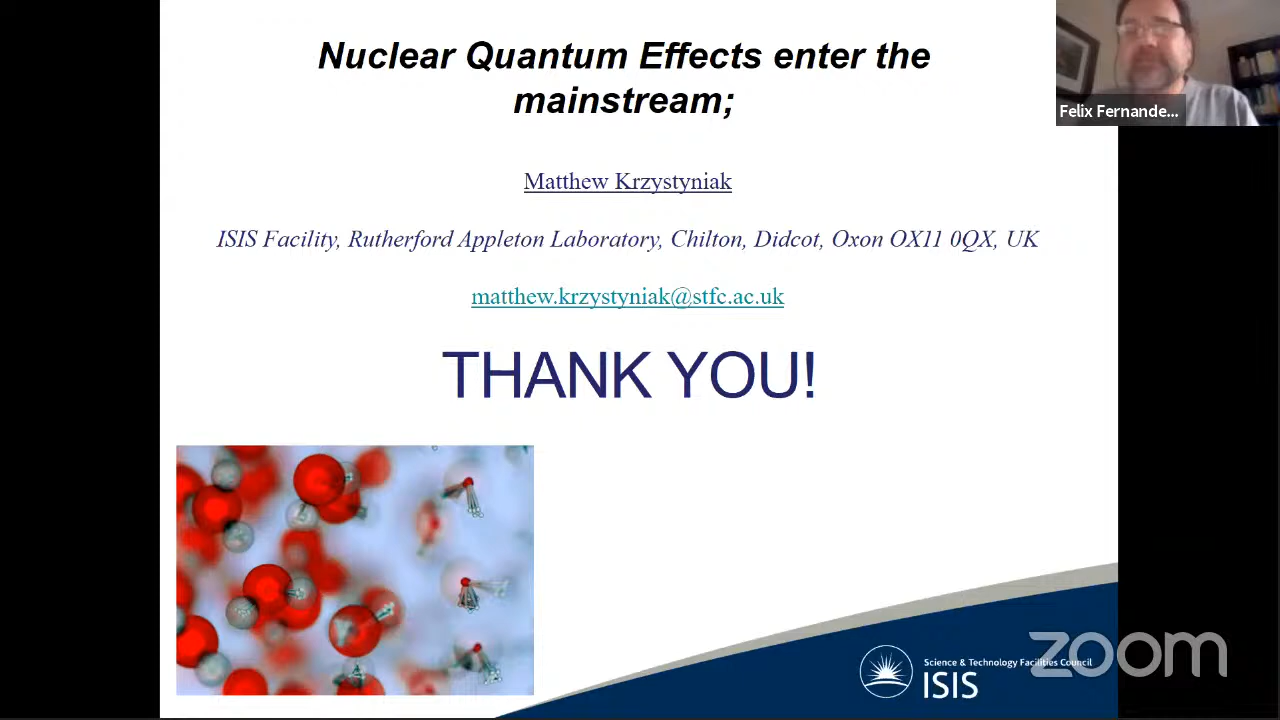 Nuclear Quantum Effects enter the
mainstream;
Felix Fernande...
Matthew Krzystyniak
ISIS Facility, Rutherford Appleton Laboratory, Chilton, Didcot, Oxon OX11 0QX, UK
matthew.krzystyniak@stfc.ac.uk
THANK YOU!
Science & Technology Facilities Council
ISIS
zoom